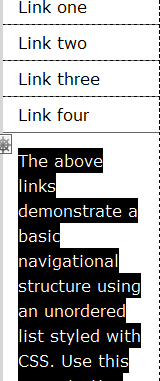 Link one
Link two
Link three
Link four
The above
links
demonstrate a
basic
navigational
structure using
an unordered
list styled with
CSS. Use this